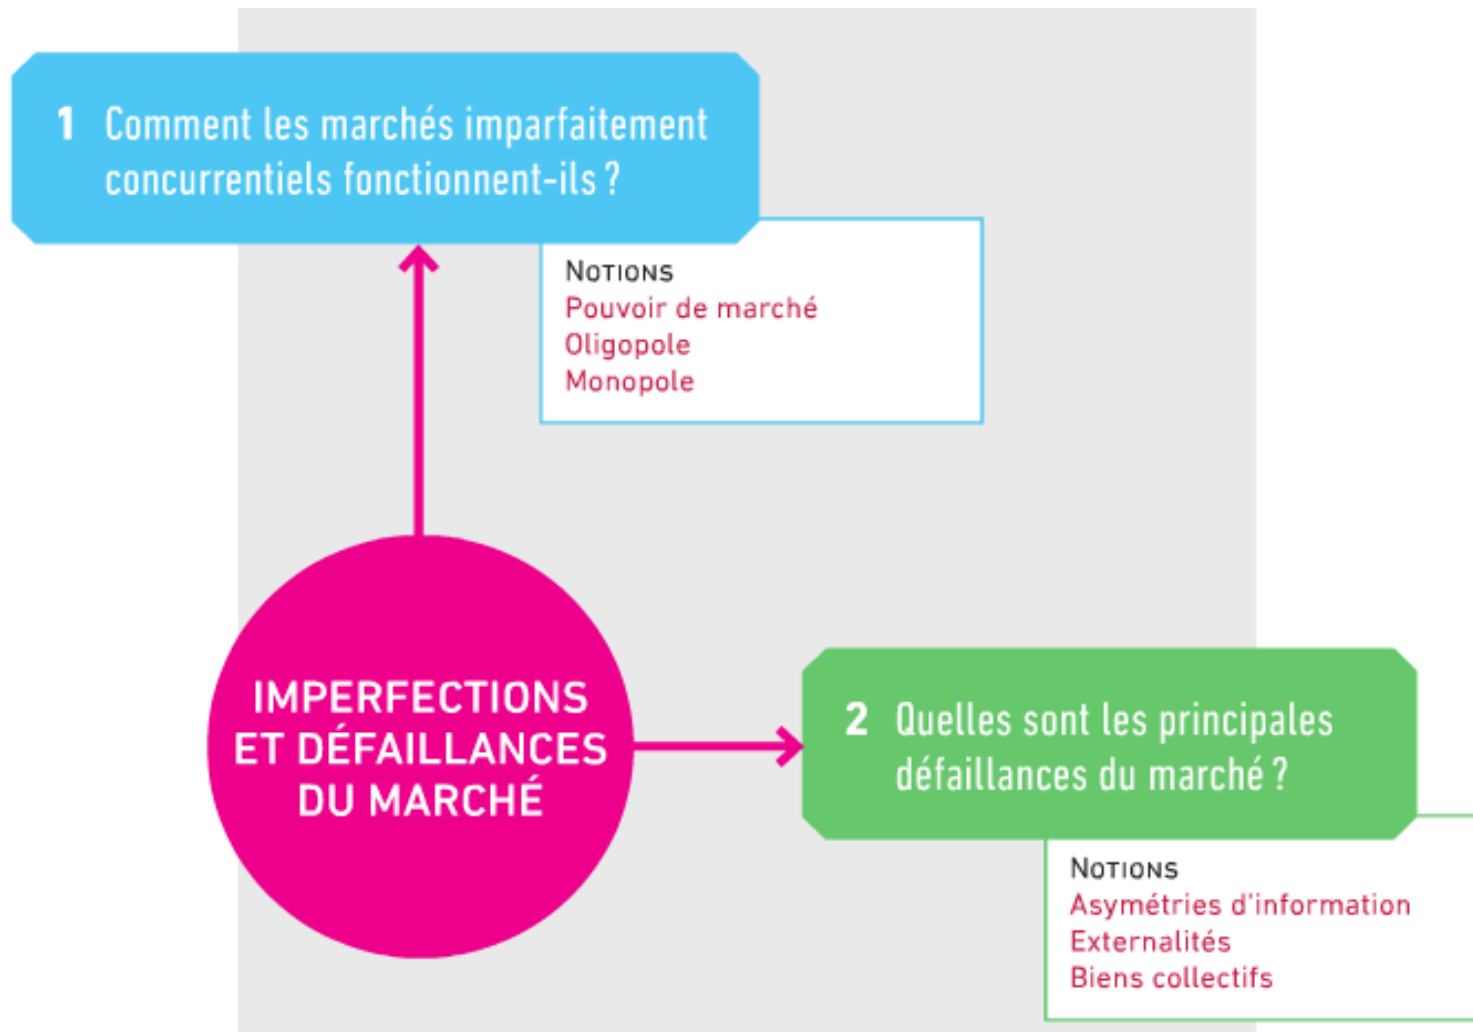 1 Comment les marchés imparfaitement
concurrentiels fonctionnent-ils ?
NOTIONS
Pouvoir de marché
Oligopole
Monopole
IMPERFECTIONS
ET DÉFAILLANCES
DU MARCHÉ
2 Quelles sont les principales
défaillances du marché ?
NOTIONS
Asymétries d'information
Externalités
Biens collectifs